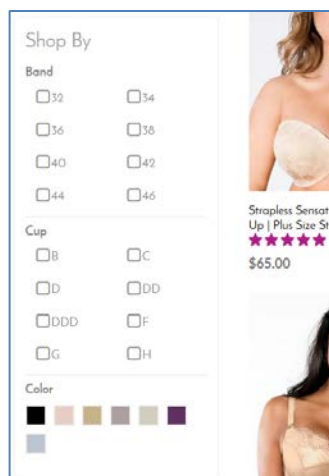 Shop By
Band
32 34
36 38
40 42
44 46
Cup
B C
D DD
DDD F
G H
Color
Strapless Sensat
Up | Plus Size St
$65.00